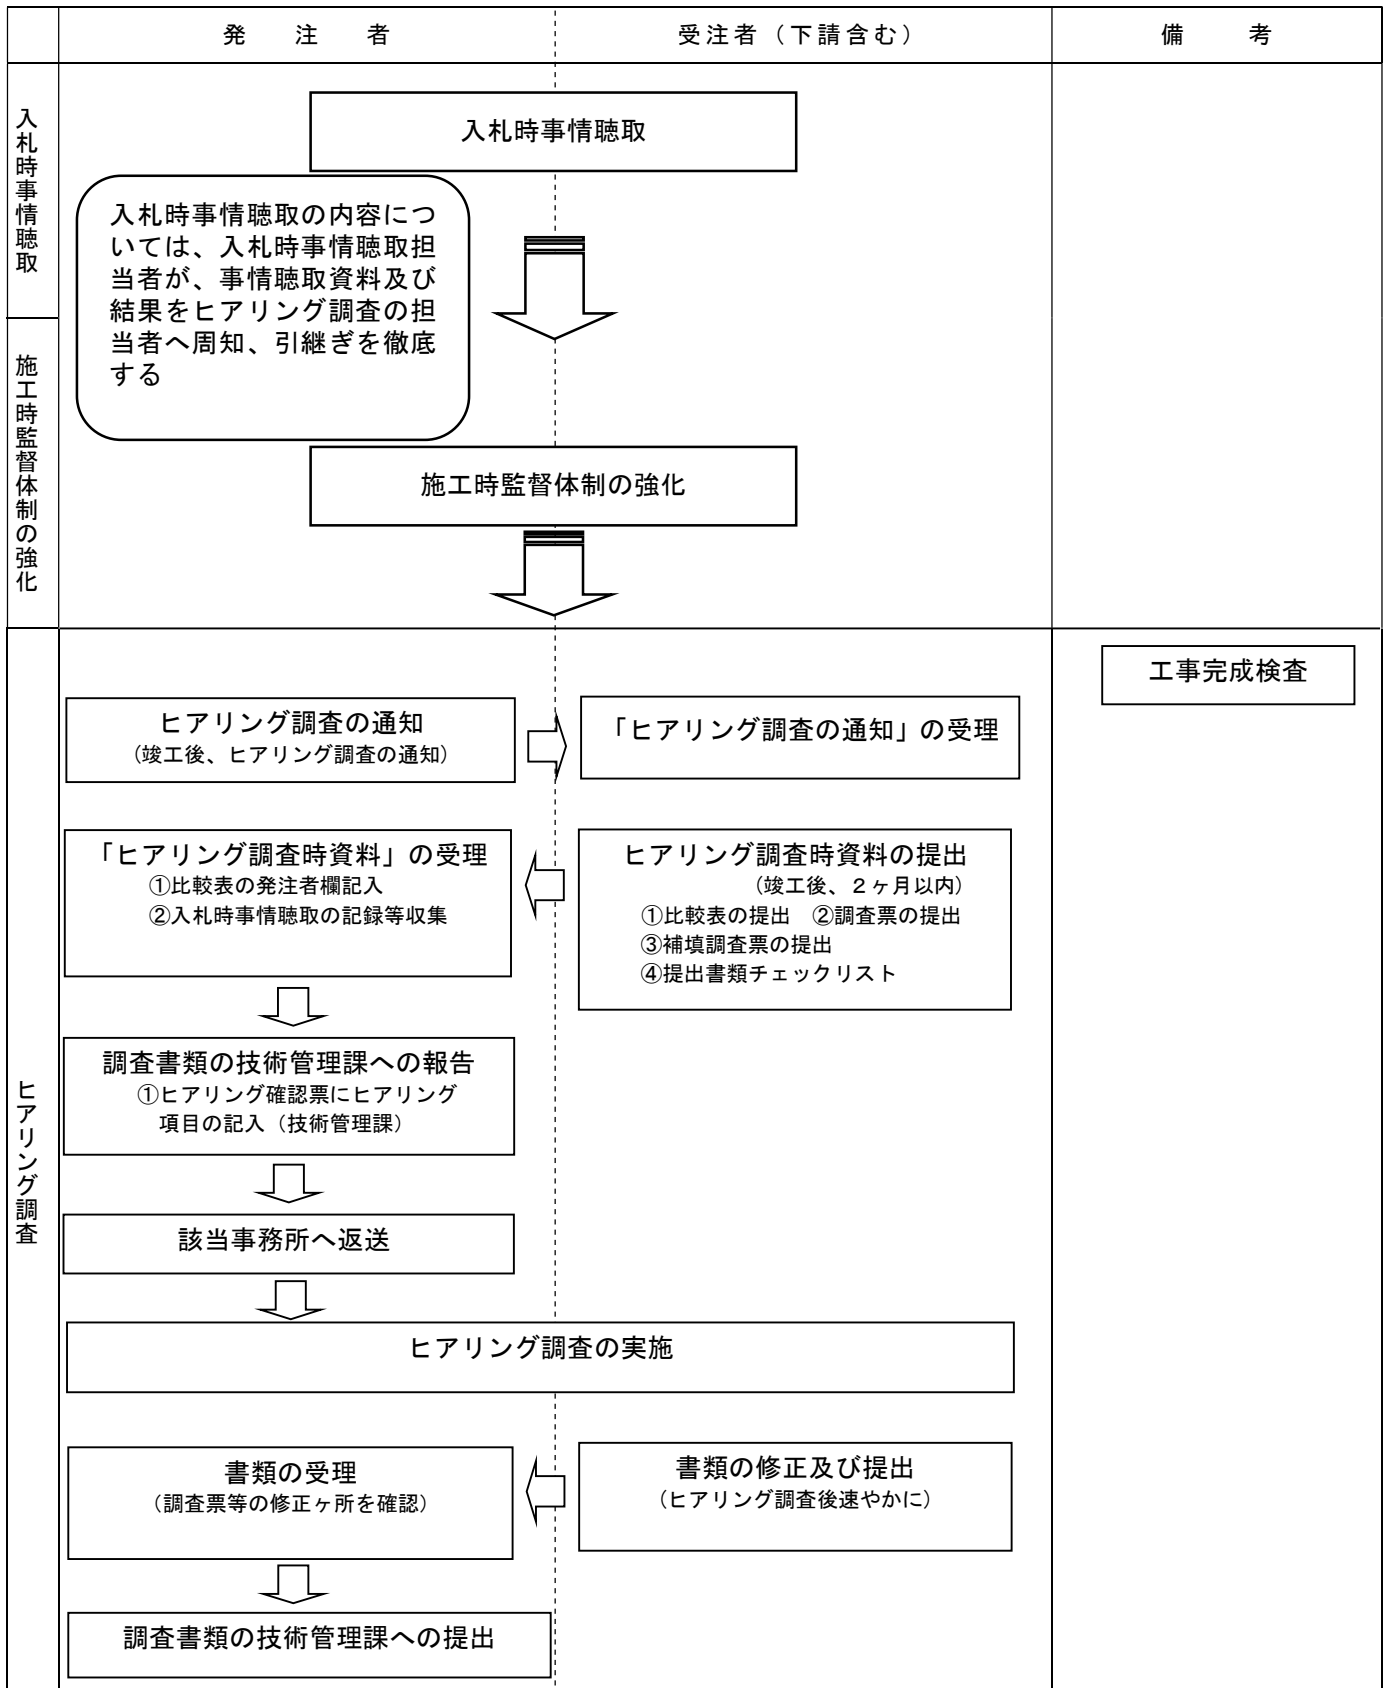 発　注　者
受注者（下請含む）
備　考
入札時事情聴取
入札時事情聴取
入札時事情聴取の内容につ
いては、入札時事情聴取担
当者が、事情聴取資料及び
結果をヒアリング調査の担
当者へ周知、引継ぎを徹底
する
施工時監督体制の強化
施工時監督体制の強化
ヒアリング調査
工事完成検査
ヒアリング調査の通知
（竣工後、ヒアリング調査の通知）
「ヒアリング調査の通知」の受理
「ヒアリング調査時資料」の受理
①比較表の発注者欄記入
②入札時事情聴取の記録等収集
ヒアリング調査時資料の提出
（竣工後、２ヶ月以内）
①比較表の提出　②調査票の提出
③補填調査票の提出
④提出書類チェックリスト
調査書類の技術管理課への報告
①ヒアリング確認票にヒアリング
項目の記入（技術管理課）
該当事務所へ返送
ヒアリング調査の実施
書類の受理
（調査票等の修正ヶ所を確認）
書類の修正及び提出
（ヒアリング調査後速やかに）
調査書類の技術管理課への提出